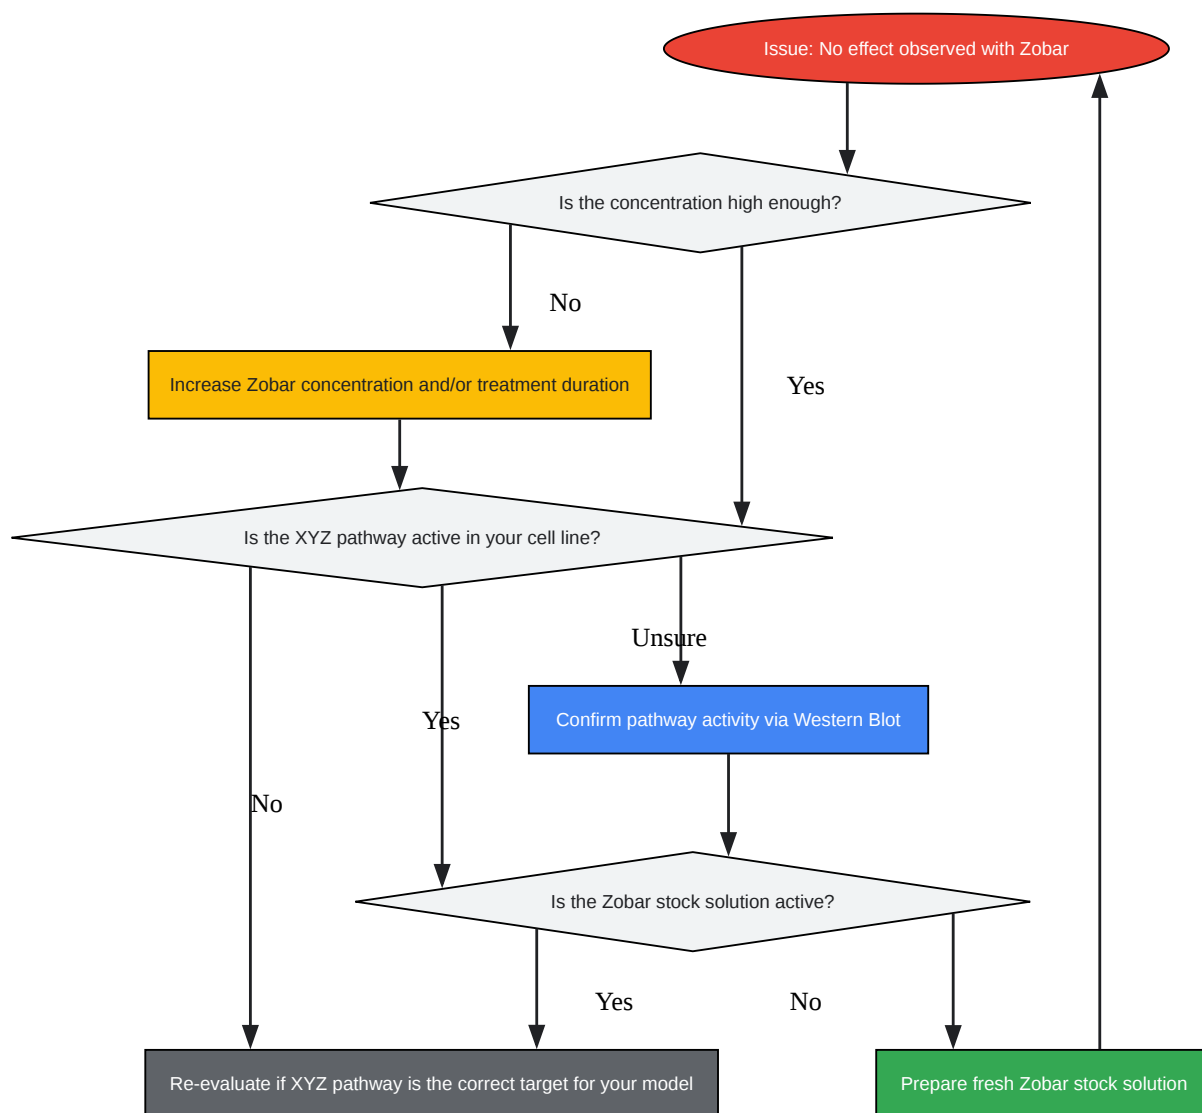 Issue: No effect observed with Zobar
Is the concentration high enough?
No
Increase Zobar concentration and/or treatment duration
Yes
Is the XYZ pathway active in your cell line?
Unsure
Confirm pathway activity via Western Blot
Yes
No
Is the Zobar stock solution active?
Yes
No
Re-evaluate if XYZ pathway is the correct target for your model
Prepare fresh Zobar stock solution